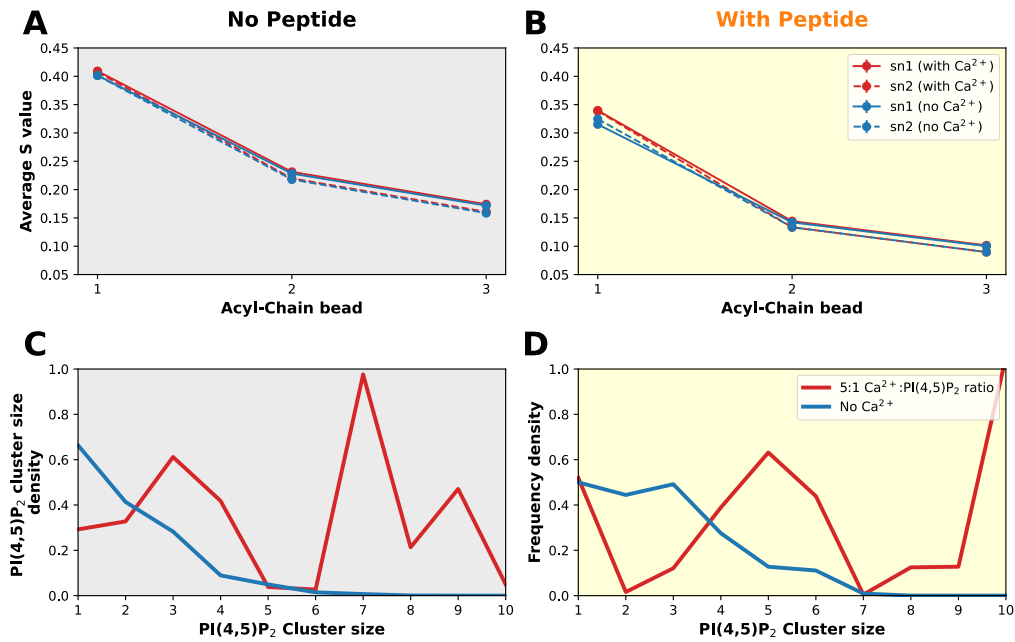 A
No Peptide
B
With Peptide
Average S value
0.45
0.40
0.35
0.30
0.25
0.20
0.15
0.10
0.05
1
2
3
Acyl-Chain bead
0.45
0.40
0.35
0.30
0.25
0.20
0.15
0.10
0.05
sn1 (with Ca²⁺)
sn2 (with Ca²⁺)
sn1 (no Ca²⁺)
sn2 (no Ca²⁺)
1
2
3
Acyl-Chain bead
C
PI(4,5)P₂ cluster size
density
1.0
0.8
0.6
0.4
0.2
0.0
1
2
3
4
5
6
7
8
9
10
PI(4,5)P₂ Cluster size
D
Frequency density
1.0
0.8
0.6
0.4
0.2
0.0
5:1 Ca²⁺:PI(4,5)P₂ ratio
No Ca²⁺
1
2
3
4
5
6
7
8
9
10
PI(4,5)P₂ Cluster size